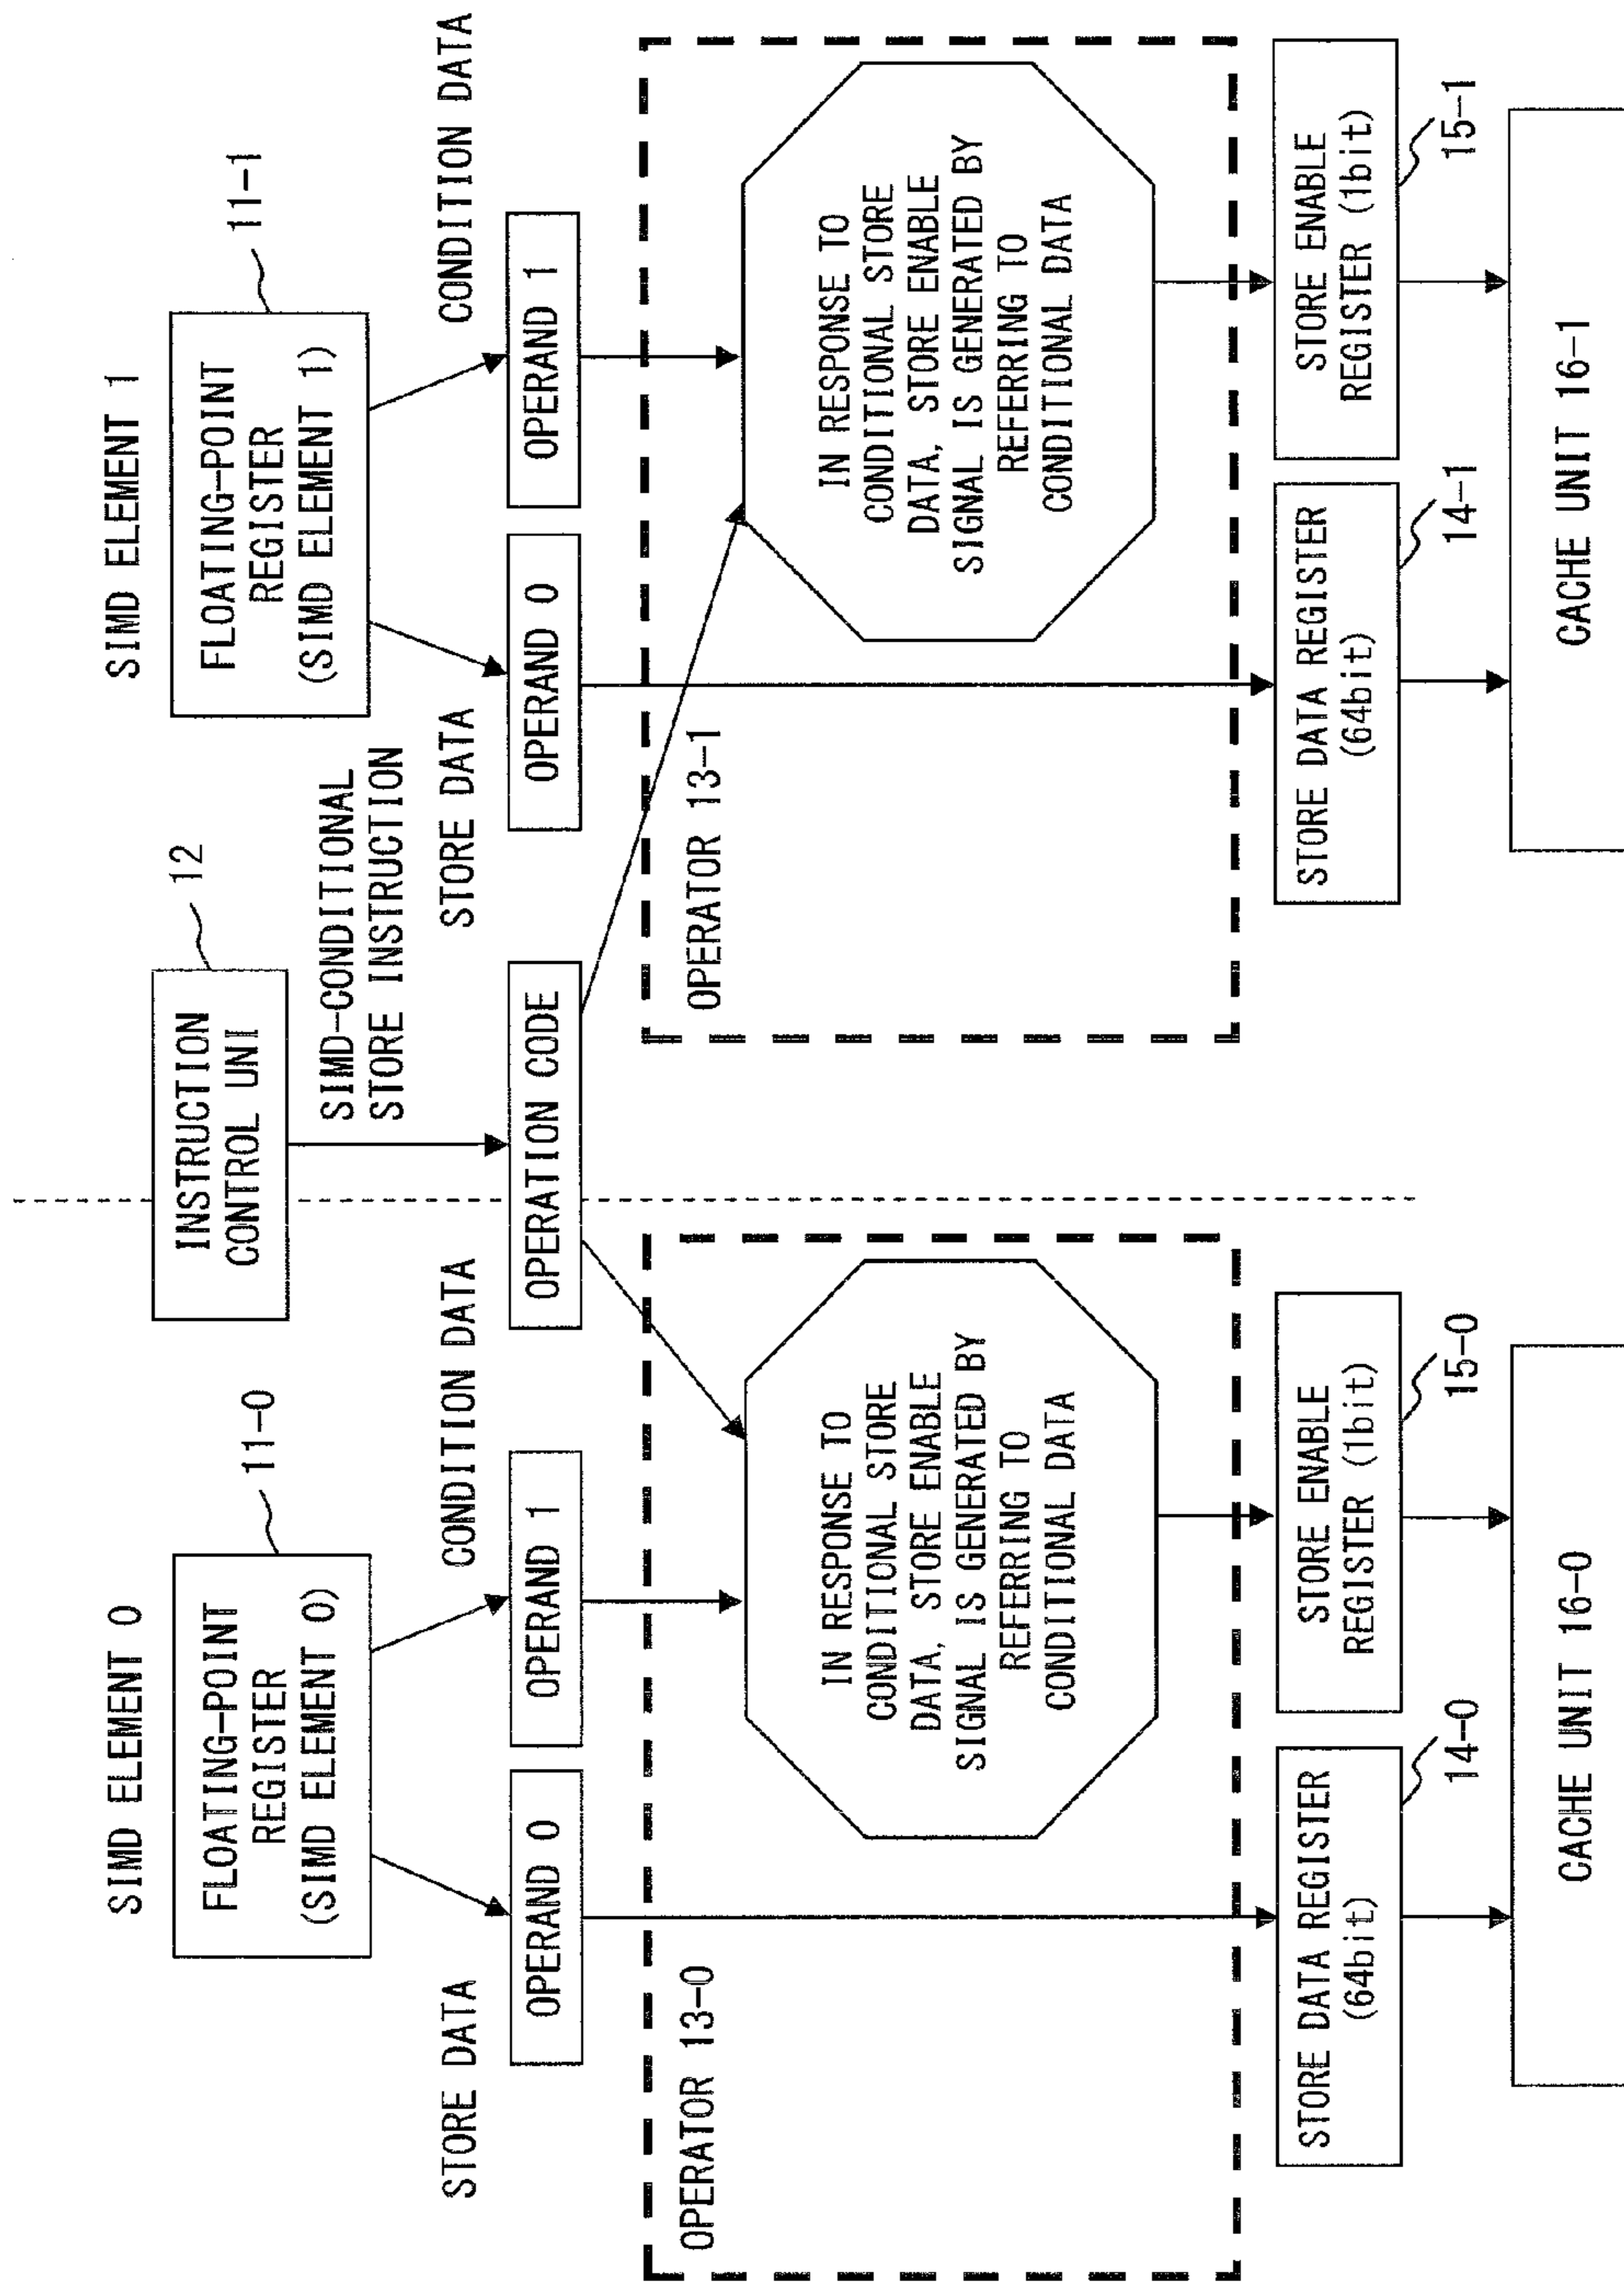 SIMD ELEMENT 0
FLOATING-POINT
REGISTER
(SIMD ELEMENT 0)
11-0
STORE DATA
CONDITION DATA
OPERAND 0
OPERAND 1
INSTRUCTION
CONTROL UNI
12
SIMD-CONDITIONAL
STORE INSTRUCTION
OPERATION CODE
SIMD ELEMENT 1
FLOATING-POINT
REGISTER
(SIMD ELEMENT 1)
11-1
STORE DATA
CONDITION DATA
OPERAND 0
OPERAND 1
OPERATOR 13-0
IN RESPONSE TO
CONDITIONAL STORE
DATA, STORE ENABLE
SIGNAL IS GENERATED BY
REFERRING TO
CONDITIONAL DATA
OPERATOR 13-1
IN RESPONSE TO
CONDITIONAL STORE
DATA, STORE ENABLE
SIGNAL IS GENERATED BY
REFERRING TO
CONDITIONAL DATA
STORE DATA REGISTER
(64bit)
14-0
STORE ENABLE
REGISTER (1bit)
15-0
STORE DATA REGISTER
(64bit)
14-1
STORE ENABLE
REGISTER (1bit)
15-1
CACHE UNIT 16-0
CACHE UNIT 16-1